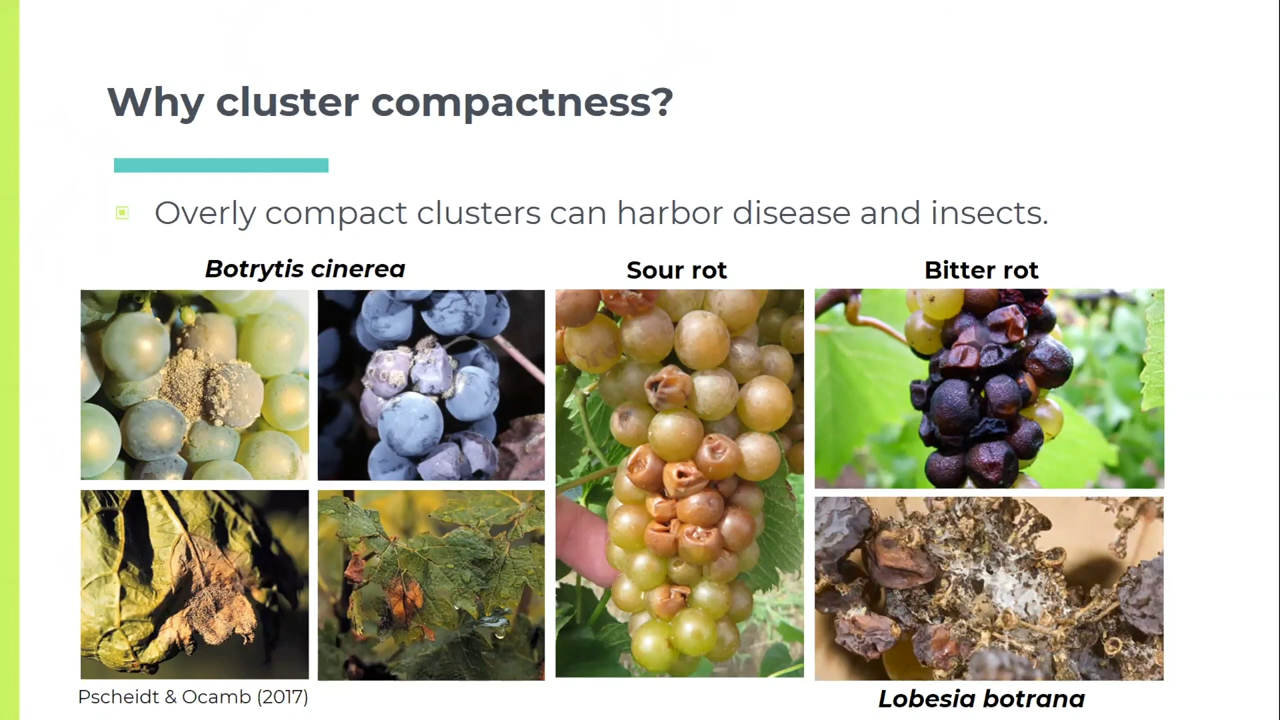 Why cluster compactness?
Overly compact clusters can harbor disease and insects.
Botrytis cinerea
Sour rot
Bitter rot
Pscheidt & Ocamb (2017)
Lobesia botrana